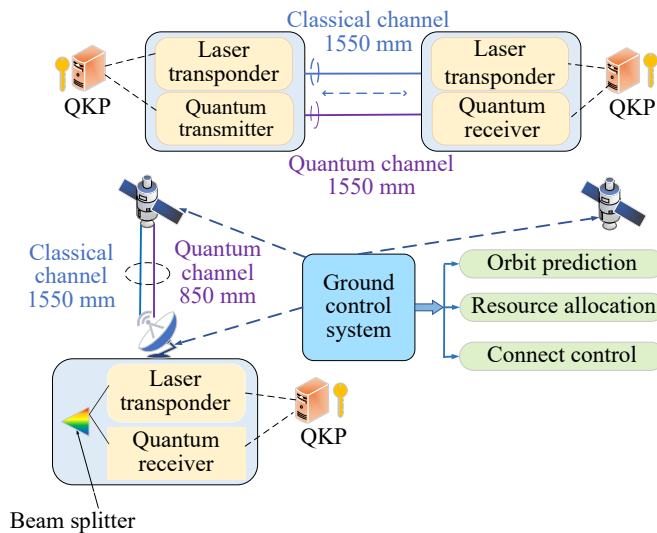 Classical channel
1550 mm
Laser
transponder
Quantum
transmitter
QKP
Laser
transponder
Quantum
receiver
QKP
Quantum channel
1550 mm
Classical
channel
1550 mm
Quantum
channel
850 mm
Ground
control
system
Orbit prediction
Resource allocation
Connect control
Laser
transponder
Quantum
receiver
QKP
Beam splitter